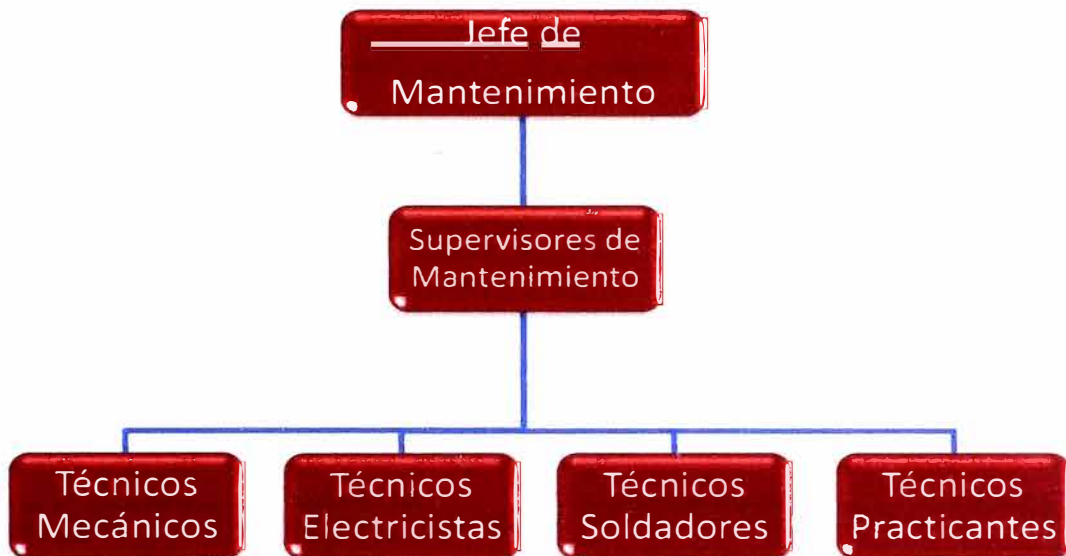 Jefe de
Mantenimiento
Supervisores de
Mantenimiento
Técnicos
Mecánicos
Técnicos
Electricistas
Técnicos
Soldadores
Técnicos
Practicantes